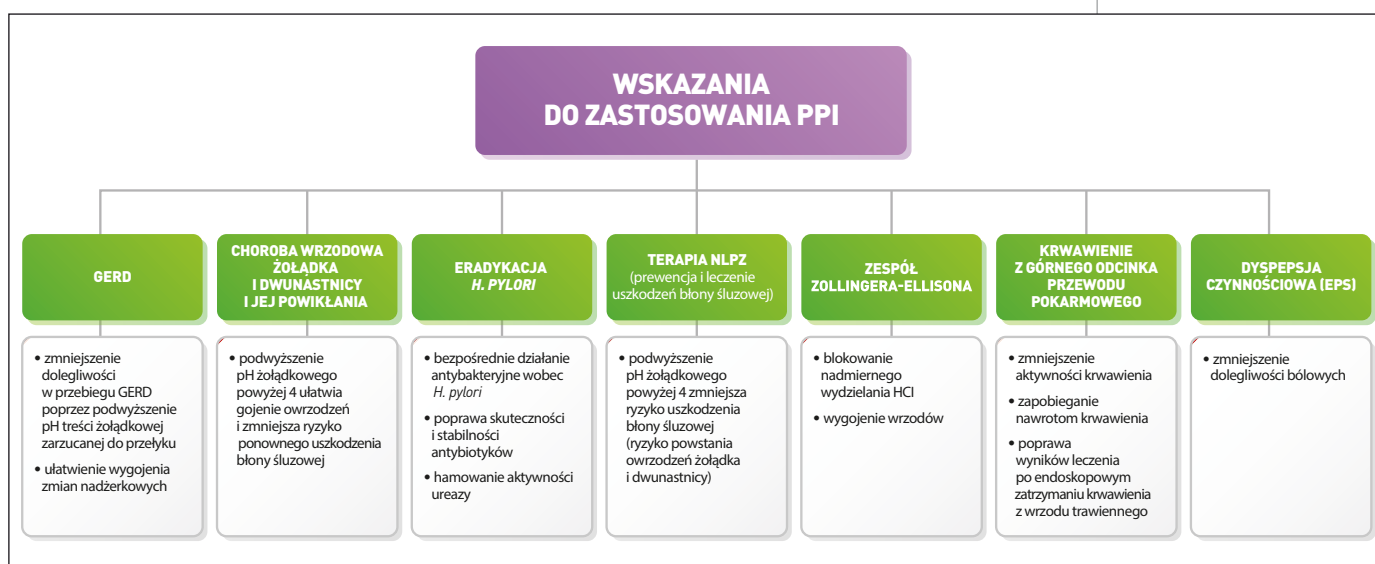 WSKAZANIA
DO ZASTOSOWANIA PPI
GERD
• zmniejszenie
dolegliwości
w przebiegu GERD
poprzez podwyższenie
pH treści żołądkowej
zarzucanej do przełyku
• ułatwienie wygojenia
zmian nadżerkowych
CHOROBA WRZODOWA
ŻOŁĄDKA
I DWUNASTNICY
I JEJ POWIKŁANIA
• podwyższenie
pH żołądkowego
powyżej 4 ułatwia
gojenie owrzodzeń
i zmniejsza ryzyko
ponownego uszkodzenia
błony śluzowej
ERADYKACJA
H. PYLORI
• bezpośrednie działanie
antybakteryjne wobec
H. pylori
• poprawa skuteczności
i stabilności
antybiotyków
• hamowanie aktywności
ureazy
TERAPIA NLPZ
(prewencja i leczenie
uszkodzeń błony śluzowej)
• podwyższenie
pH żołądkowego
powyżej 4 zmniejsza
ryzyko uszkodzenia
błony śluzowej
(ryzyko powstania
owrzodzeń żołądka
i dwunastnicy)
ZESPÓŁ
ZOLLINGERA-ELLISONA
• blokowanie
nadmiernego
wydzielania HCl
• wygojenie wrzodów
KRWAWIENIE
Z GÓRNEGO ODCINKA
PRZEWODU
POKARMOWEGO
• zmniejszenie
aktywności krwawienia
• zapobieganie
nawrotom krwawienia
• poprawa
wyników leczenia
po endoskopowym
zatrzymaniu krwawienia
z wrzodu trawiennego
DYSPEPSJA
CZYNNOŚCIOWA (EPS)
• zmniejszenie
dolegliwości bólowych